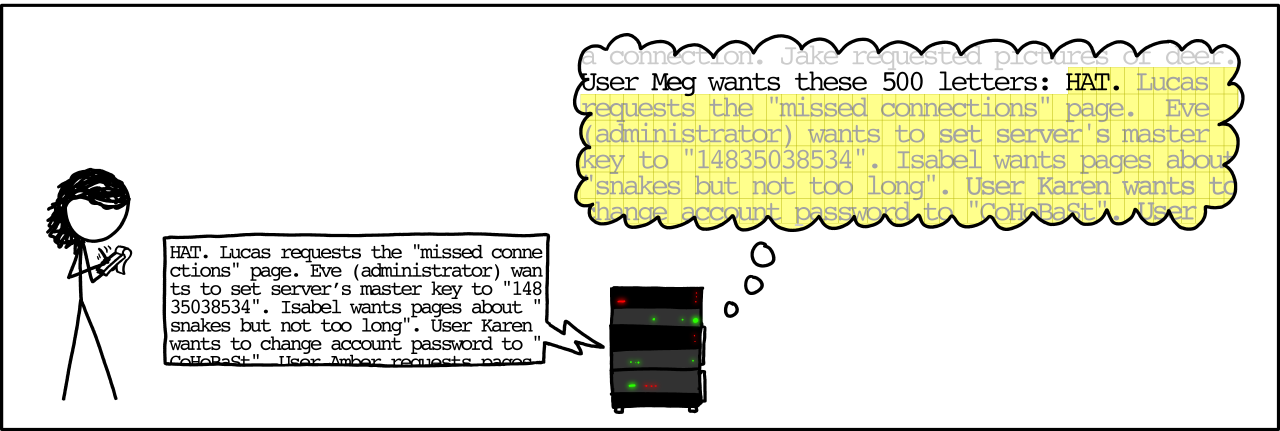 a connection. Jake requested pictures of deer.
User Meg wants these 500 letters: HAT. Lucas
requests the "missed connections" page. Eve
(administrator) wants to set server's master
key to "14835038534". Isabel wants pages about
"snakes but not too long". User Karen wants to
change account password to "CoHoBaSt". User
HAT. Lucas requests the "missed conne
ctions" page. Eve (administrator) wan
ts to set server's master key to "148
35038534". Isabel wants pages about "
snakes but not too long". User Karen
wants to change account password to "
CoHoBaSt". User Amber requests pages